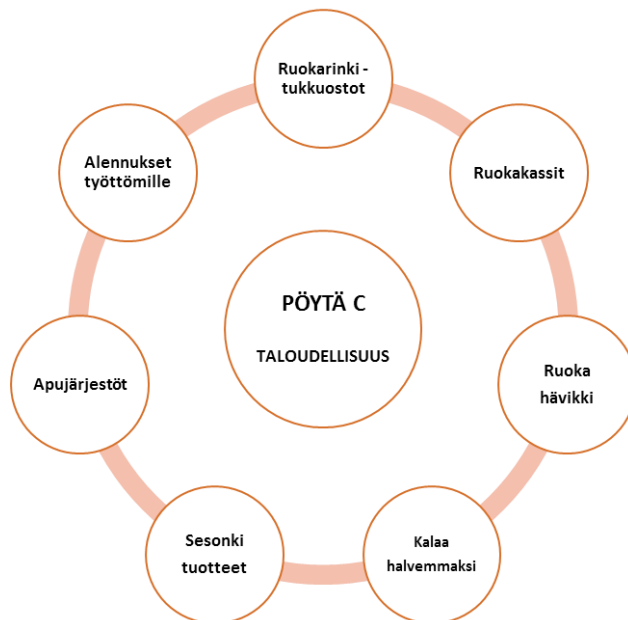 Ruokarinki -
tukkuostot
Ruokakassit
Ruoka
hävikki
Kalaa
halvemmaksi
Sesonki
tuotteet
Apujärjestöt
Alennukset
työttömille
PÖYTÄ C
TALOUDELLISUUS